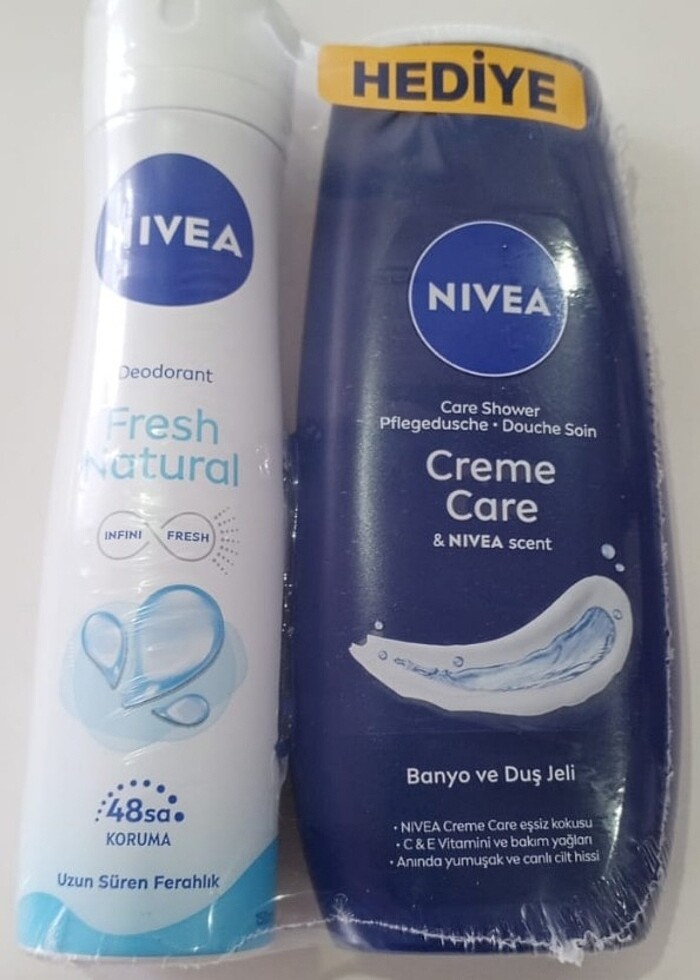 NIVEA
Deodorant
Fresh
Natural
INFINI FRESH
48sa.
KORUMA
Uzun Süren Ferahlık
HEDİYE
NIVEA
Care Shower
Pflegedusche • Douche Soin
Creme
Care
& NIVEA scent
Banyo ve Duş Jeli
• NIVEA Creme Care eşsiz kokusu
• C & E Vitamini ve bakım yağları
• Anında yumuşak ve canlı cilt hissi